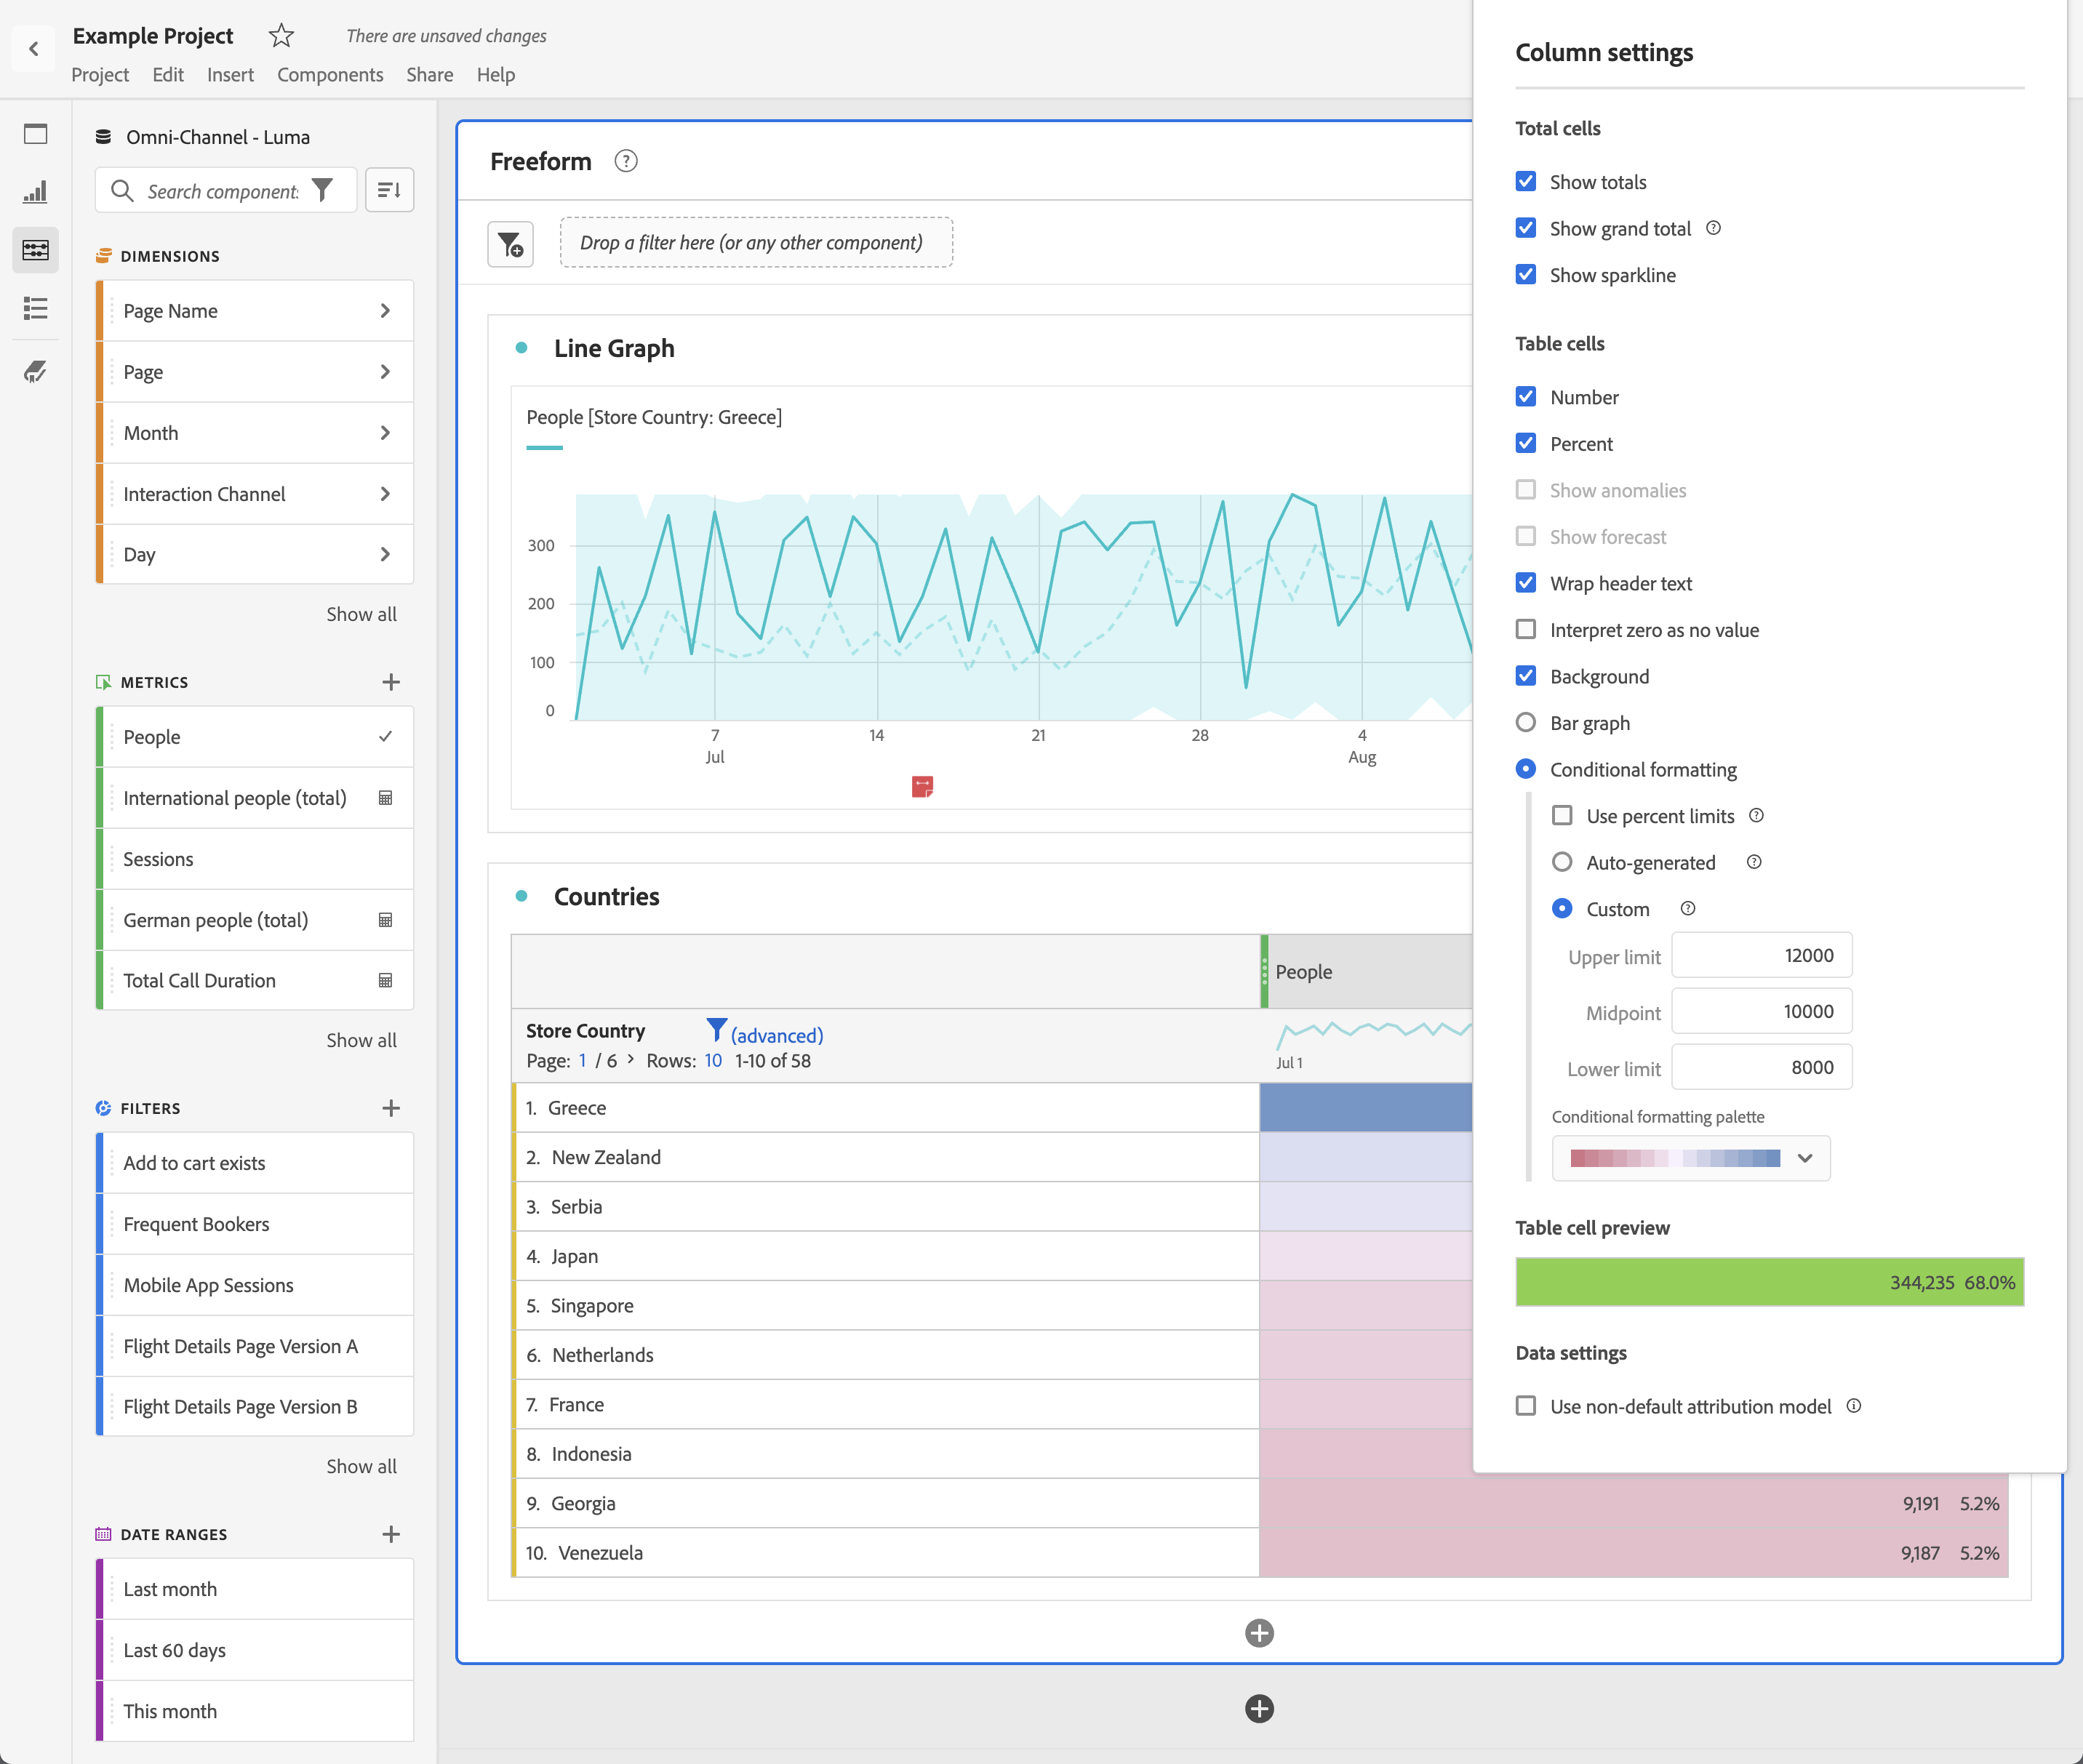 Example Project
There are unsaved changes
Project Edit Insert Components Share Help
Omni-Channel - Luma
Search component:
DIMENSIONS
Page Name
Page
Month
Interaction Channel
Day
Show all
METRICS
People
International people (total)
Sessions
German people (total)
Total Call Duration
Show all
FILTERS
Add to cart exists
Frequent Bookers
Mobile App Sessions
Flight Details Page Version A
Flight Details Page Version B
Show all
DATE RANGES
Last month
Last 60 days
This month
Freeform
Drop a filter here (or any other component)
Line Graph
People [Store Country: Greece]
300
200
100
0
7 14 21 28 4
Jul Aug
Countries
People
Store Country (advanced)
Page: 1 / 6 > Rows: 10 1-10 of 58
Jul 1
1. Greece
2. New Zealand
3. Serbia
4. Japan
5. Singapore
6. Netherlands
7. France
8. Indonesia
9. Georgia 9,191 5.2%
10. Venezuela 9,187 5.2%
Column settings
Total cells
Show totals
Show grand total
Show sparkline
Table cells
Number
Percent
Show anomalies
Show forecast
Wrap header text
Interpret zero as no value
Background
Bar graph
Conditional formatting
Use percent limits
Auto-generated
Custom
Upper limit 12000
Midpoint 10000
Lower limit 8000
Conditional formatting palette
Table cell preview
344,235 68.0%
Data settings
Use non-default attribution model